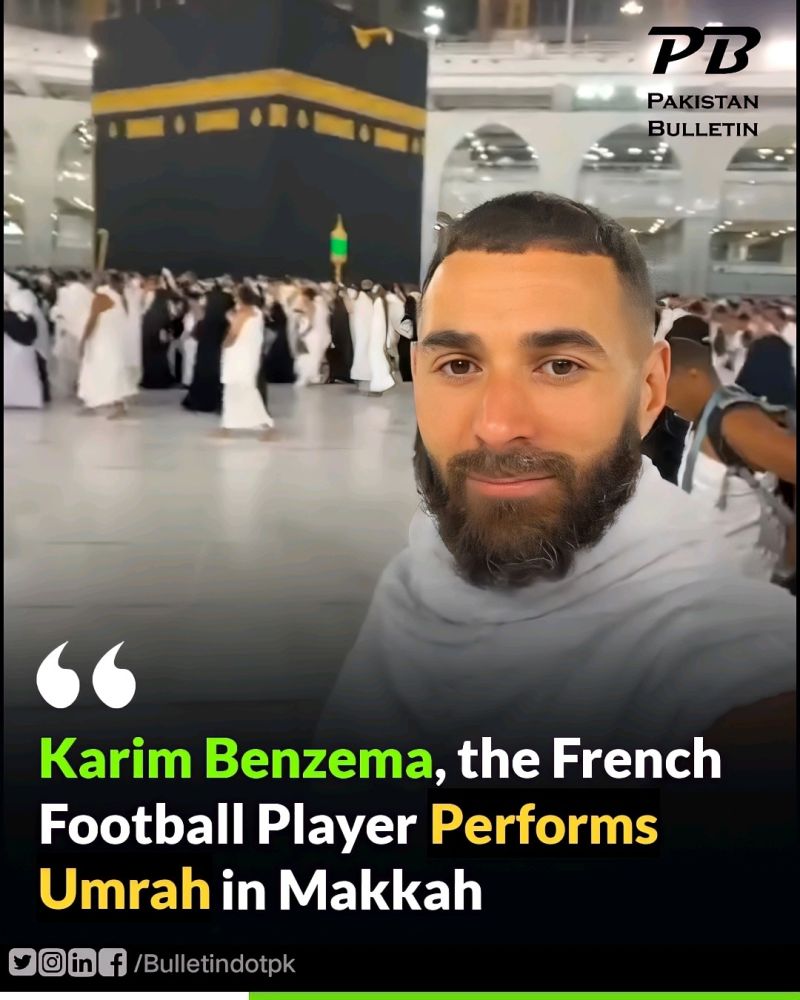 PB
PAKISTAN
BULLETIN
“
Karim Benzema, the French
Football Player Performs
Umrah in Makkah
/Bulletindotpk